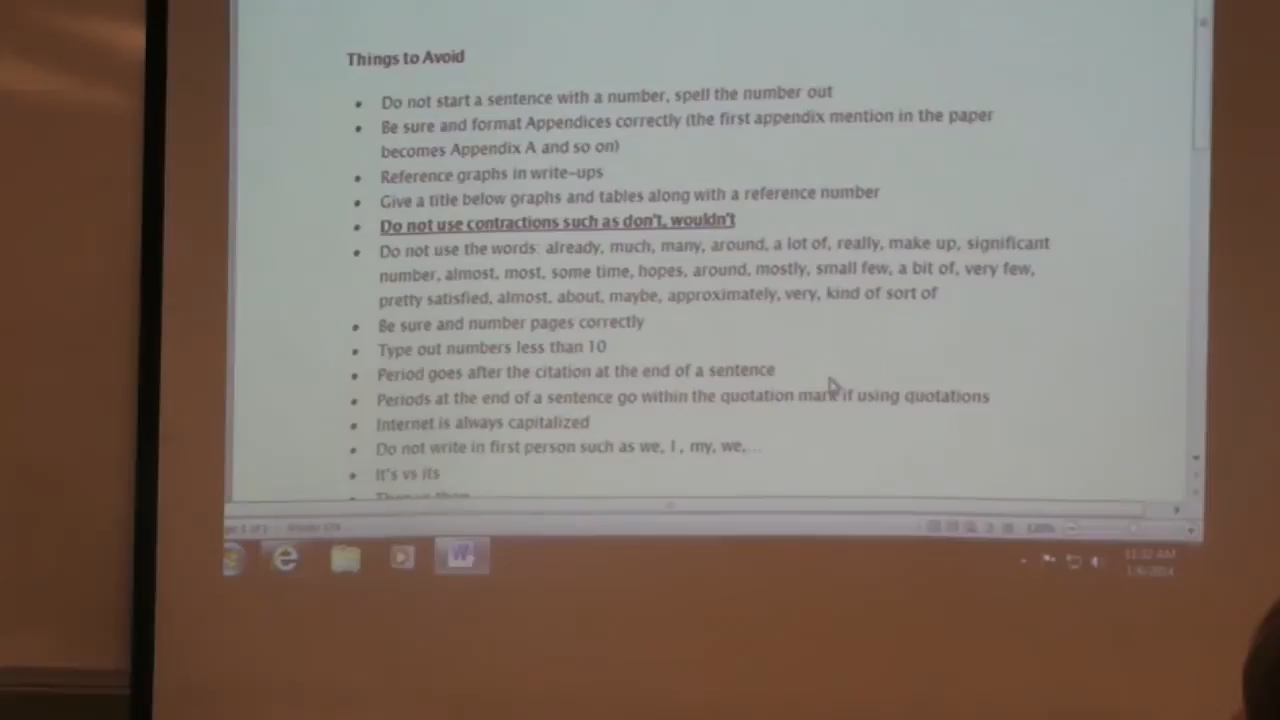 Things to Avoid
• Do not start a sentence with a number, spell the number out
• Be sure and format Appendices correctly (the first appendix mention in the paper
becomes Appendix A and so on)
• Reference graphs in write-ups
• Give a title below graphs and tables along with a reference number
• Do not use contractions such as don't, wouldn't
• Do not use the words: already, much, many, around, a lot of, really, make up, significant
number, almost, most, some time, hopes, around, mostly, small few, a bit of, very few,
pretty satisfied, almost, about, maybe, approximately, very, kind of sort of
• Be sure and number pages correctly
• Type out numbers less than 10
• Period goes after the citation at the end of a sentence
• Periods at the end of a sentence go within the quotation mark if using quotations
• Internet is always capitalized
• Do not write in first person such as we, I , my, we,...
• It's vs its
11:32 AM
1/6/2014